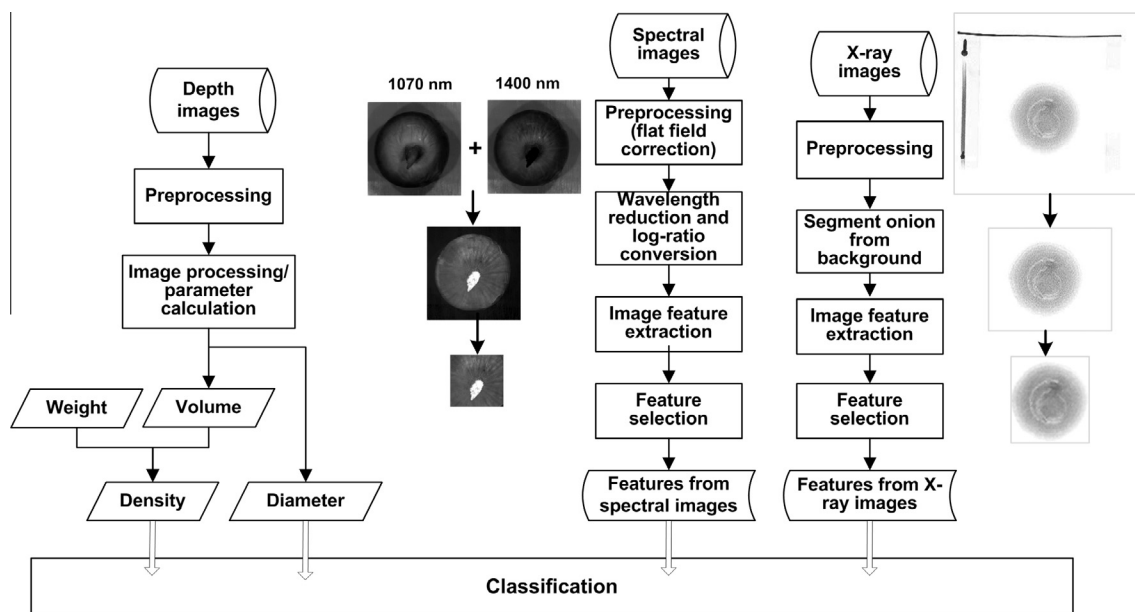 Depth
images
Preprocessing
Image processing/
parameter
calculation
Weight
Volume
Density
Diameter
1070 nm
1400 nm
+
Spectral
images
Preprocessing
(flat field
correction)
Wavelength
reduction and
log-ratio
conversion
Image feature
extraction
Feature
selection
Features from
spectral images
X-ray
images
Preprocessing
Segment onion
from
background
Image feature
extraction
Feature
selection
Features from X-
ray images
Classification